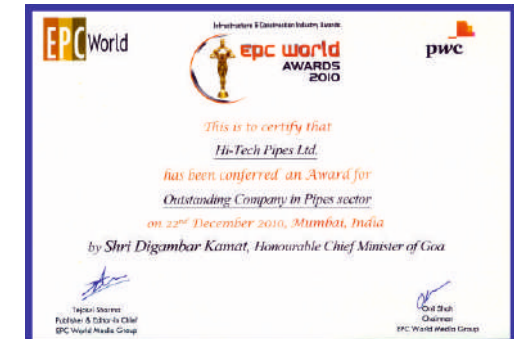 EPC World
Infrastructure & Construction Industry Awards
EPC World
AWARDS
2010
pwc
This is to certify that
Hi-Tech Pipes Ltd.
has been conferred an Award for
Outstanding Company in Pipes sector
on 22nd December 2010, Mumbai, India
by Shri Digambar Kamat, Honourable Chief Minister of Goa
Tejasvi Sharma
Publisher & Editor-In-Chief
EPC World Media Group
Shah
Chairman
EPC World Media Group